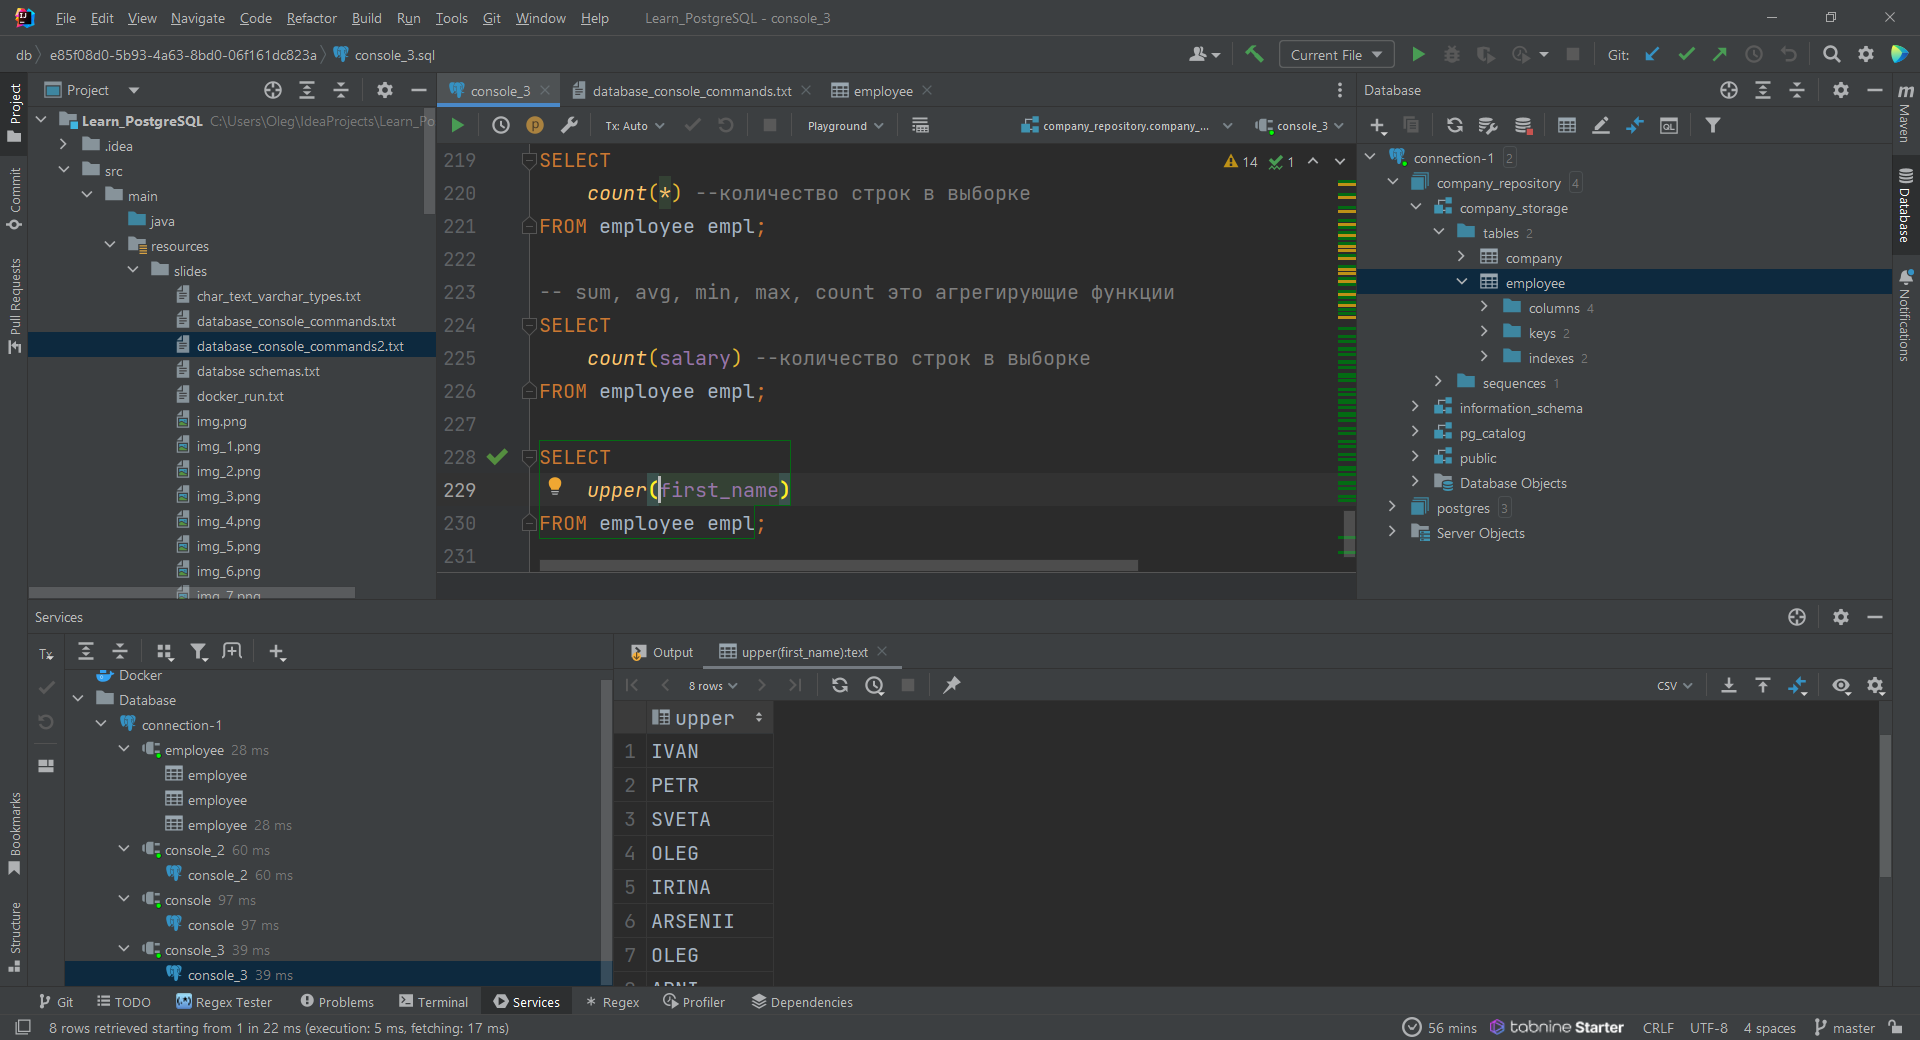 File Edit View Navigate Code Refactor Build Run Tools Git Window Help Learn_PostgreSQL - console_3
db e85f08d0-5b93-4a63-8bd0-06f161dc823a console_3.sql Current File Git:
Project
Learn_PostgreSQL C:\Users\Oleg\IdeaProjects\Learn_Po
.idea
src
main
java
resources
slides
char_text_varchar_types.txt
database_console_commands.txt
database_console_commands2.txt
databse schemas.txt
docker_run.txt
img.png
img_1.png
img_2.png
img_3.png
img_4.png
img_5.png
img_6.png
img_7.png
Project
Commit
Pull Requests
Bookmarks
Structure
console_3 database_console_commands.txt employee
Tx: Auto Playground company_repository.company_... console_3
14 1
219 SELECT
220 count(*) --количество строк в выборке
221 FROM employee empl;
222
223 -- sum, avg, min, max, count это агрегирующие функции
224 SELECT
225 count(salary) --количество строк в выборке
226 FROM employee empl;
227
228 SELECT
229 upper(first_name)
230 FROM employee empl;
231
Database
connection-1 2
company_repository 4
company_storage
tables 2
company
employee
columns 4
keys 2
indexes 2
sequences 1
information_schema
pg_catalog
public
Database Objects
postgres 3
Server Objects
Maven
Database
Notifications
Services
Tx
Docker
Database
connection-1
employee 28 ms
employee
employee
employee 28 ms
console_2 60 ms
console_2 60 ms
console 97 ms
console 97 ms
console_3 39 ms
console_3 39 ms
Output upper(first_name):text
8 rows CSV
upper
1 IVAN
2 PETR
3 SVETA
4 OLEG
5 IRINA
6 ARSENII
7 OLEG
Git TODO Regex Tester Problems Terminal Services Regex Profiler Dependencies
8 rows retrieved starting from 1 in 22 ms (execution: 5 ms, fetching: 17 ms) 56 mins tabnine Starter CRLF UTF-8 4 spaces master